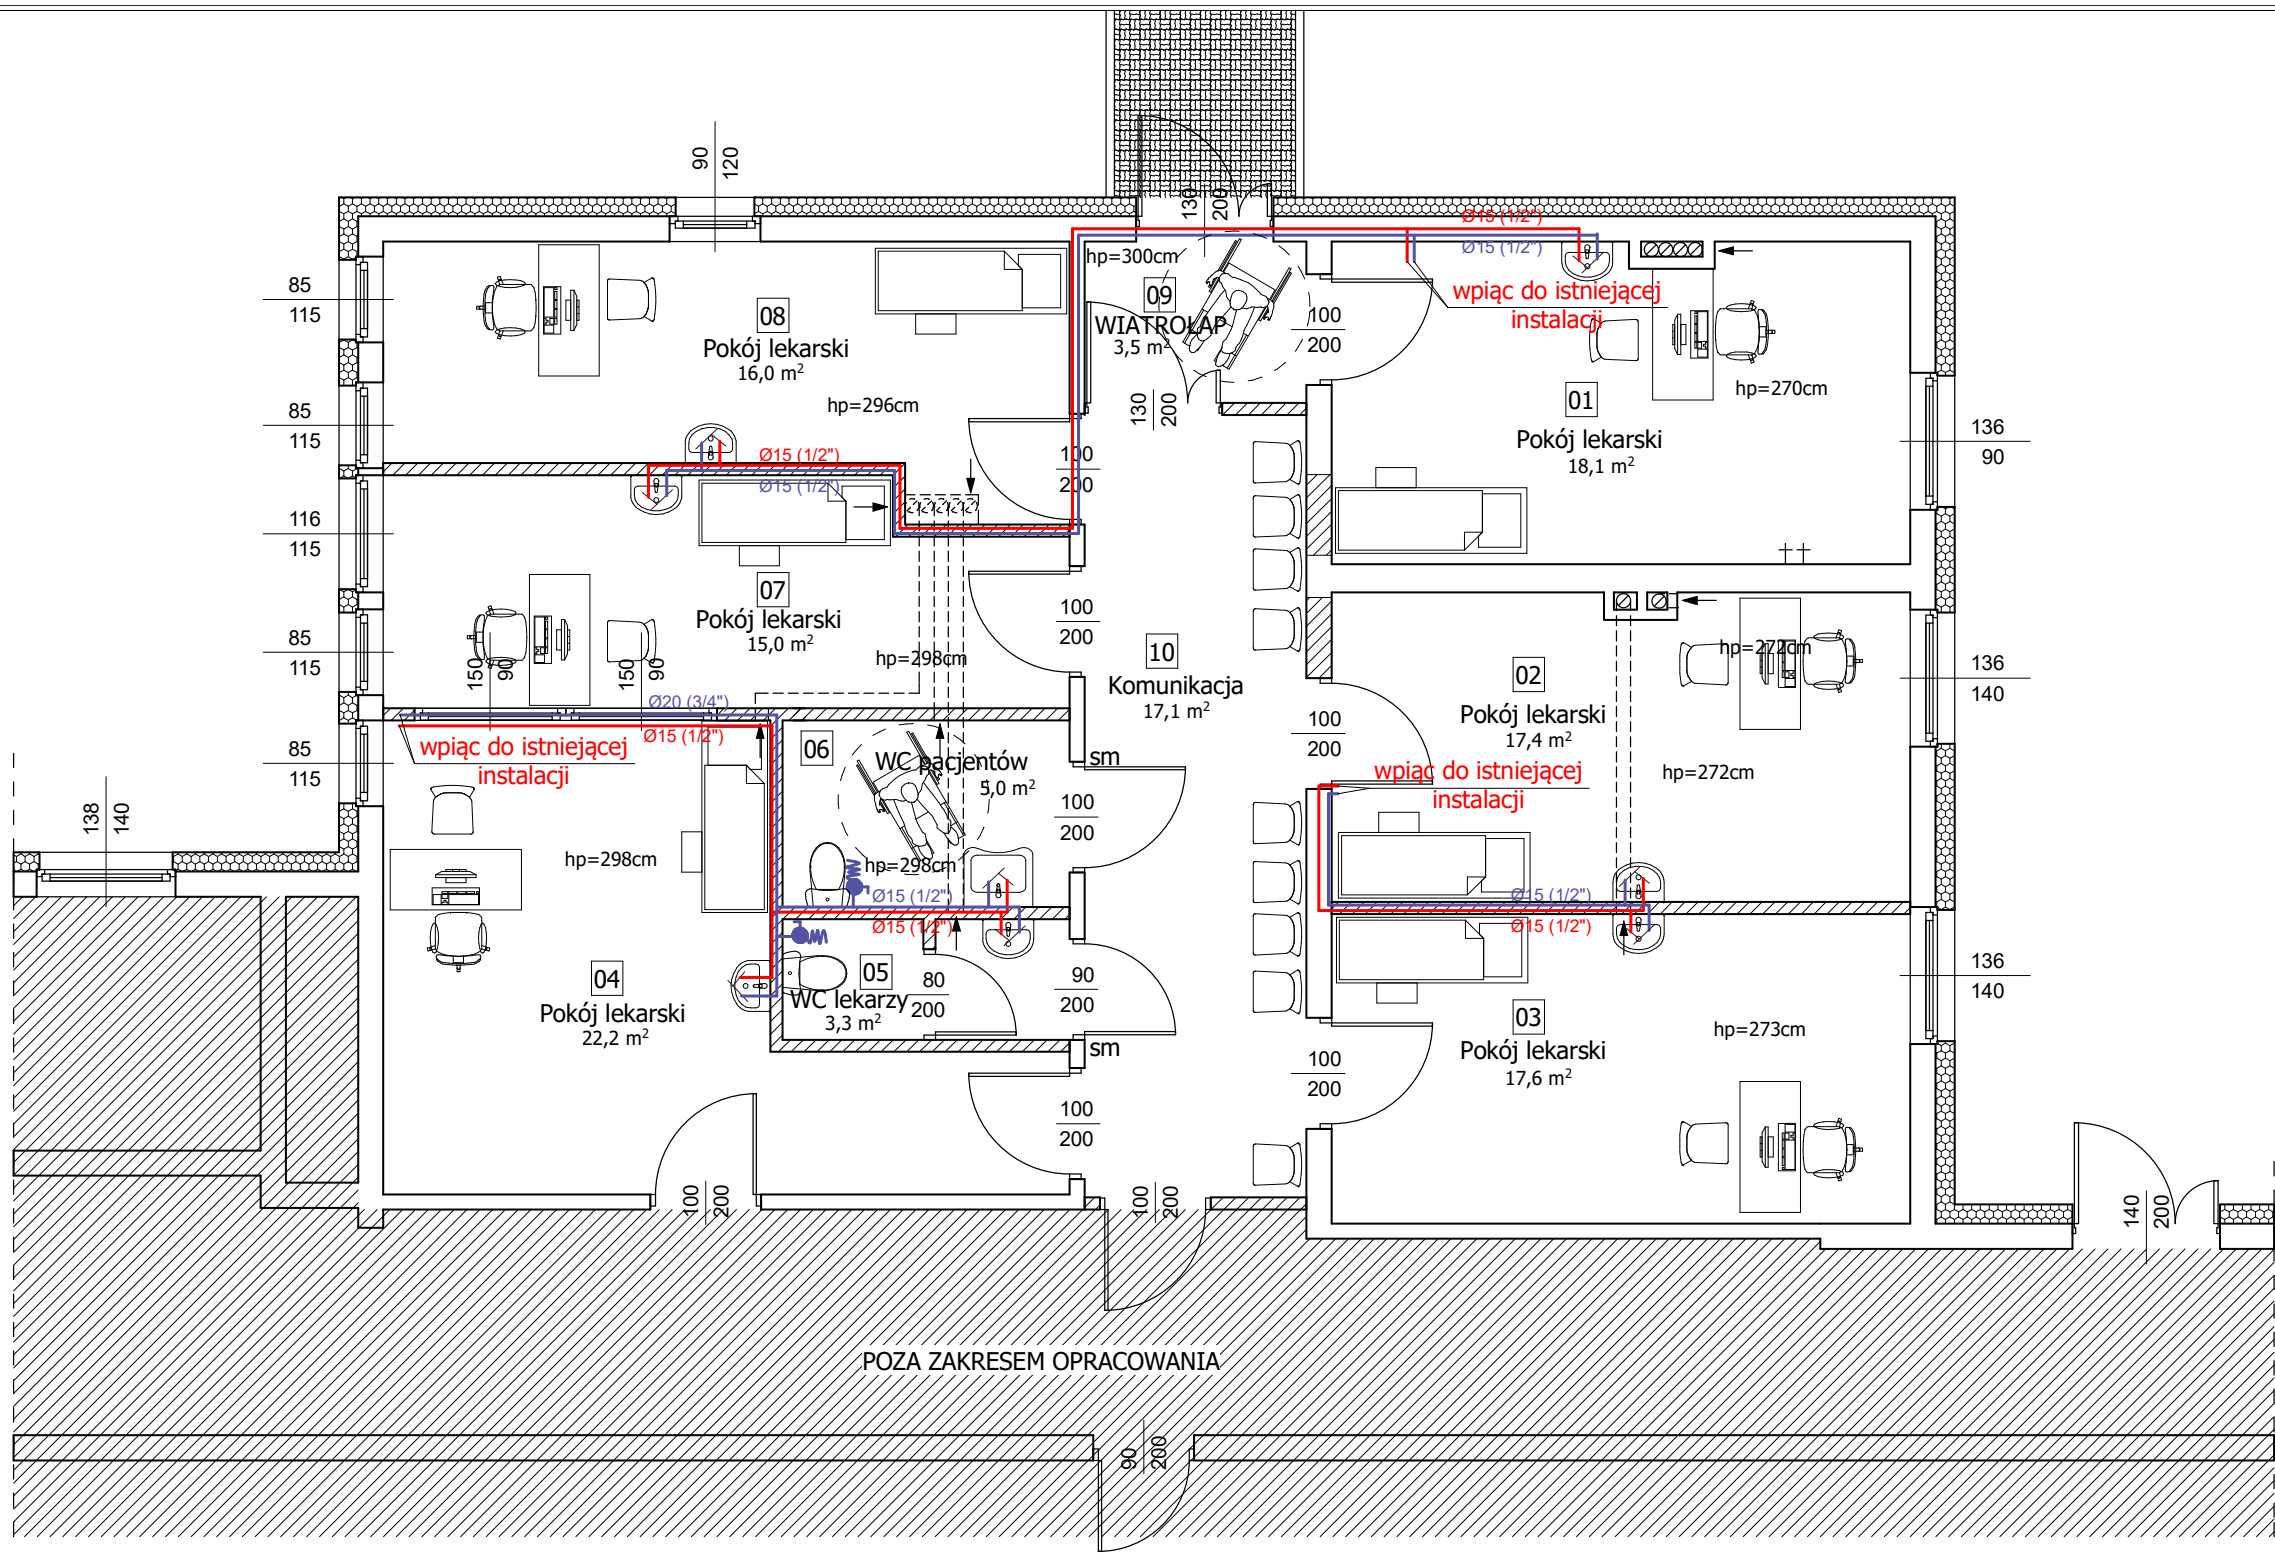 90
120
130
200
Ø15 (1/2")
Ø15 (1/2")
hp=300cm
09
WIATROŁAP
3,5 m²
85
115
08
Pokój lekarski
16,0 m²
hp=296cm
100
200
wpiąc do istniejącej
instalacji
hp=270cm
01
Pokój lekarski
18,1 m²
130
200
85
115
136
90
Ø15 (1/2")
Ø15 (1/2")
100
200
116
115
07
Pokój lekarski
15,0 m²
hp=298cm
100
200
10
Komunikacja
17,1 m²
85
115
150
90
150
90
02
Pokój lekarski
17,4 m²
hp=272cm
136
140
Ø20 (3/4")
Ø15 (1/2")
wpiąc do istniejącej
instalacji
06
WC pacjentów
5,0 m²
sm
100
200
85
115
wpiąc do istniejącej
instalacji
hp=272cm
138
140
hp=298cm
hp=298cm
100
200
Ø15 (1/2")
Ø15 (1/2")
Ø15 (1/2")
Ø15 (1/2")
04
Pokój lekarski
22,2 m²
05
WC lekarzy
3,3 m²
80
200
90
200
sm
136
140
03
Pokój lekarski
17,6 m²
hp=273cm
100
200
100
200
100
200
100
200
140
200
POZA ZAKRESEM OPRACOWANIA
90
200